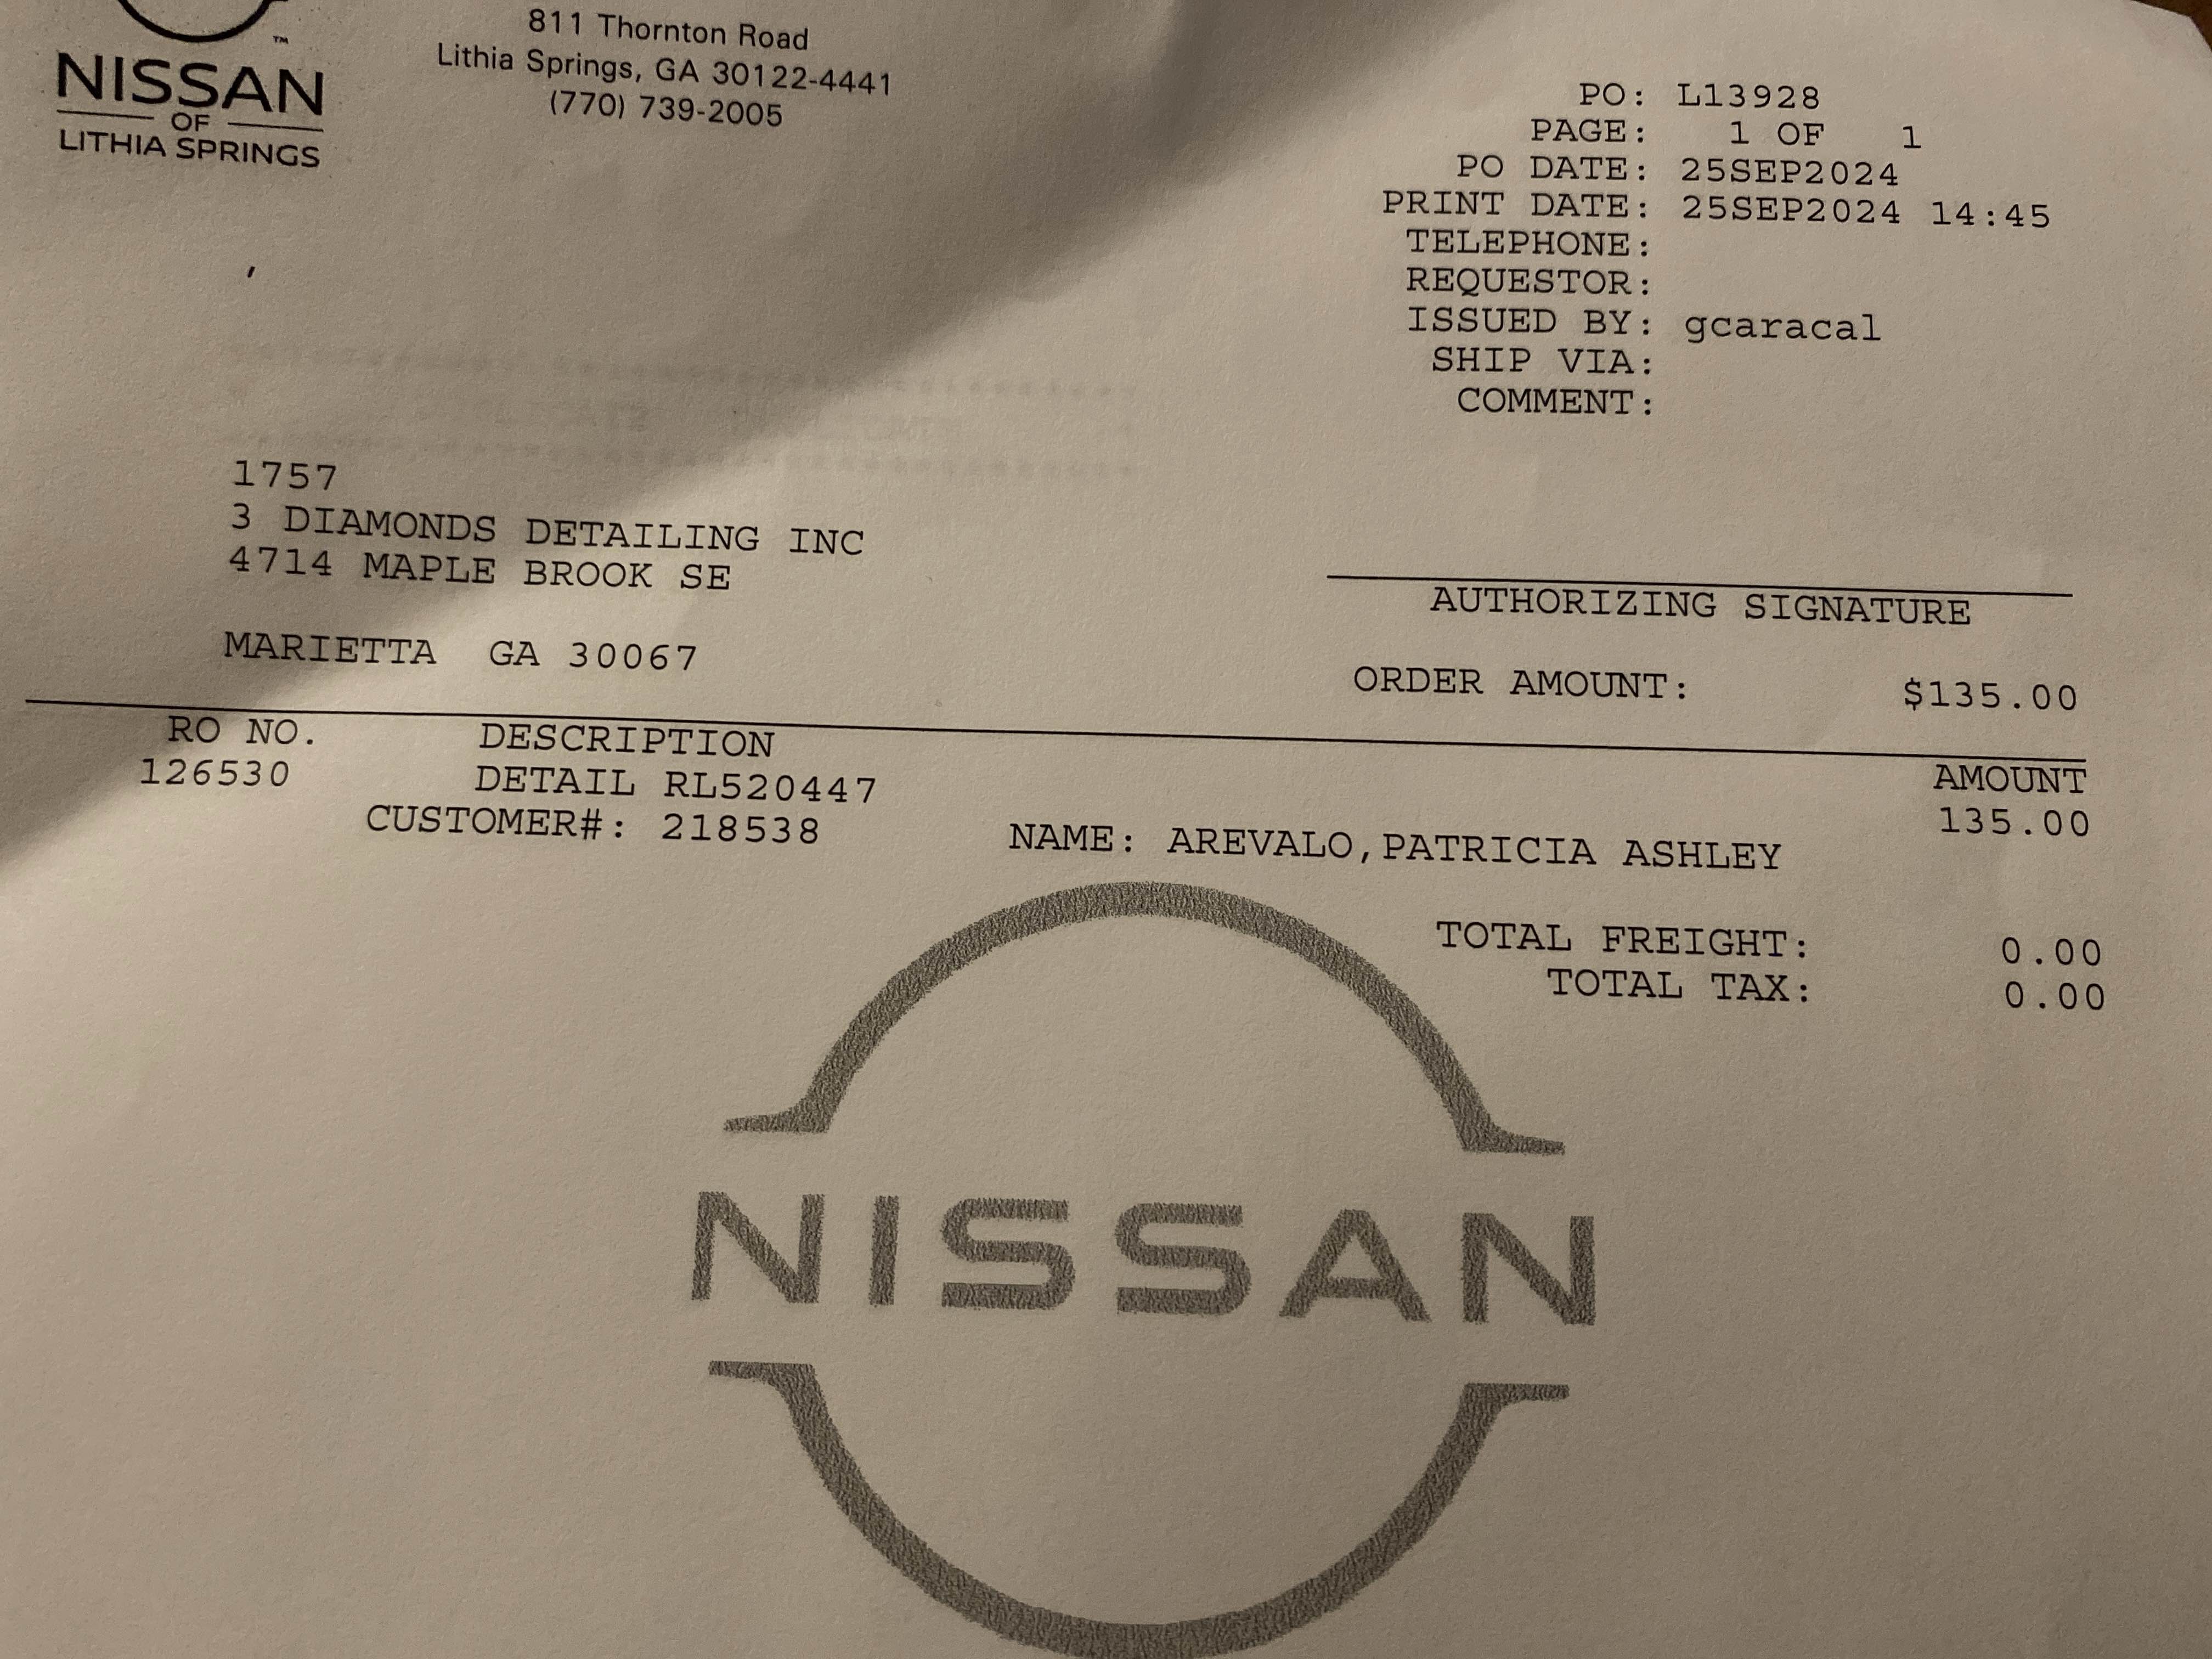 NISSAN
OF
LITHIA SPRINGS
™
811 Thornton Road
Lithia Springs, GA 30122-4441
(770) 739-2005
PO: L13928
PAGE: 1 OF 1
PO DATE: 25SEP2024
PRINT DATE: 25SEP2024 14:45
TELEPHONE:
REQUESTOR:
ISSUED BY: gcaracal
SHIP VIA:
COMMENT:
1757
3 DIAMONDS DETAILING INC
4714 MAPLE BROOK SE
MARIETTA GA 30067
AUTHORIZING SIGNATURE
ORDER AMOUNT: $135.00
RO NO. DESCRIPTION AMOUNT
126530 DETAIL RL520447 135.00
CUSTOMER#: 218538 NAME: AREVALO,PATRICIA ASHLEY
TOTAL FREIGHT: 0.00
TOTAL TAX: 0.00
NISSAN